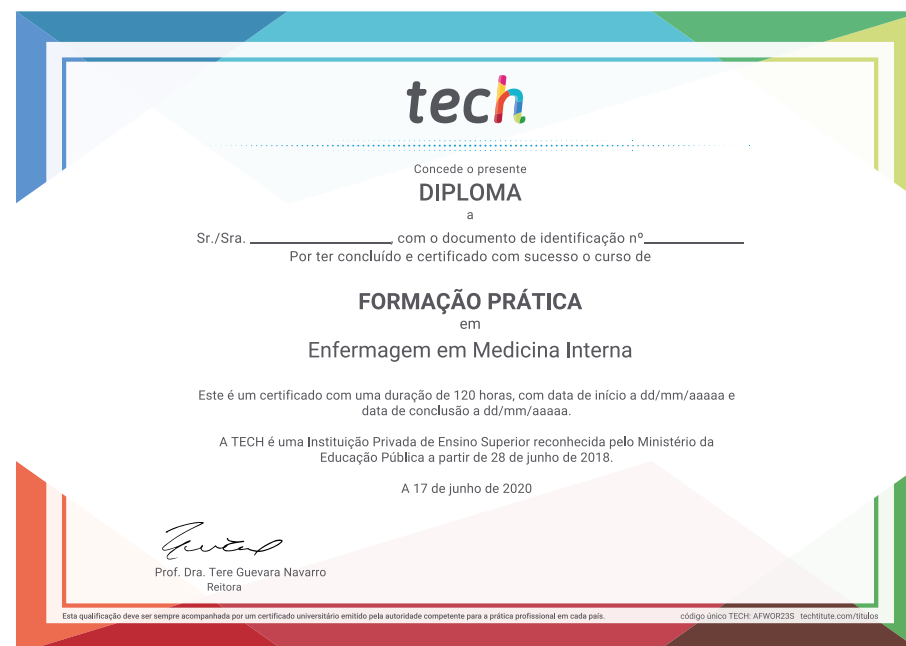 tech
Concede o presente
DIPLOMA
a
Sr./Sra. ____________________, com o documento de identificação nº______________
Por ter concluído e certificado com sucesso o curso de
FORMAÇÃO PRÁTICA
em
Enfermagem em Medicina Interna
Este é um certificado com uma duração de 120 horas, com data de início a dd/mm/aaaaa e
data de conclusão a dd/mm/aaaaa.
A TECH é uma Instituição Privada de Ensino Superior reconhecida pelo Ministério da
Educação Pública a partir de 28 de junho de 2018.
A 17 de junho de 2020
Prof. Dra. Tere Guevara Navarro
Reitora
Esta qualificação deve ser sempre acompanhada por um certificado universitário emitido pela autoridade competente para a prática profissional em cada país. código único TECH: AFWOR23S techtitute.com/titulos